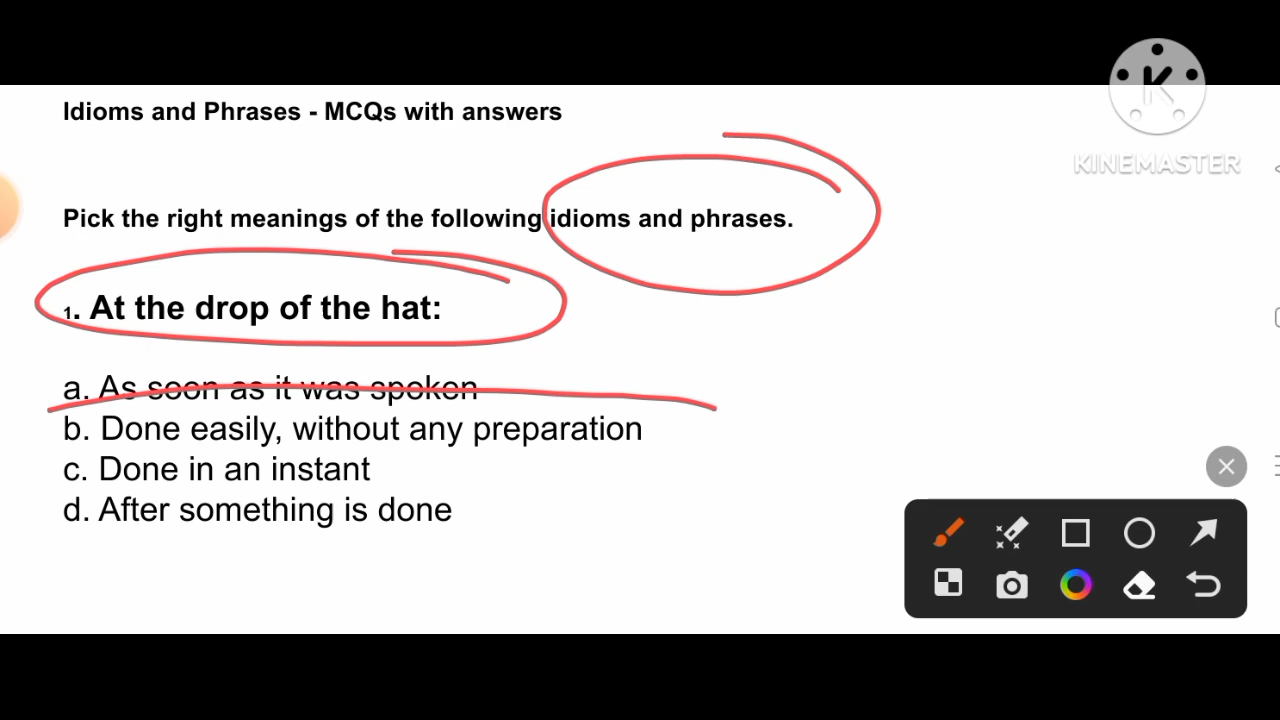 Idioms and Phrases - MCQs with answers
KINEMASTER
Pick the right meanings of the following idioms and phrases.
1. At the drop of the hat:
a. As soon as it was spoken
b. Done easily, without any preparation
c. Done in an instant
d. After something is done